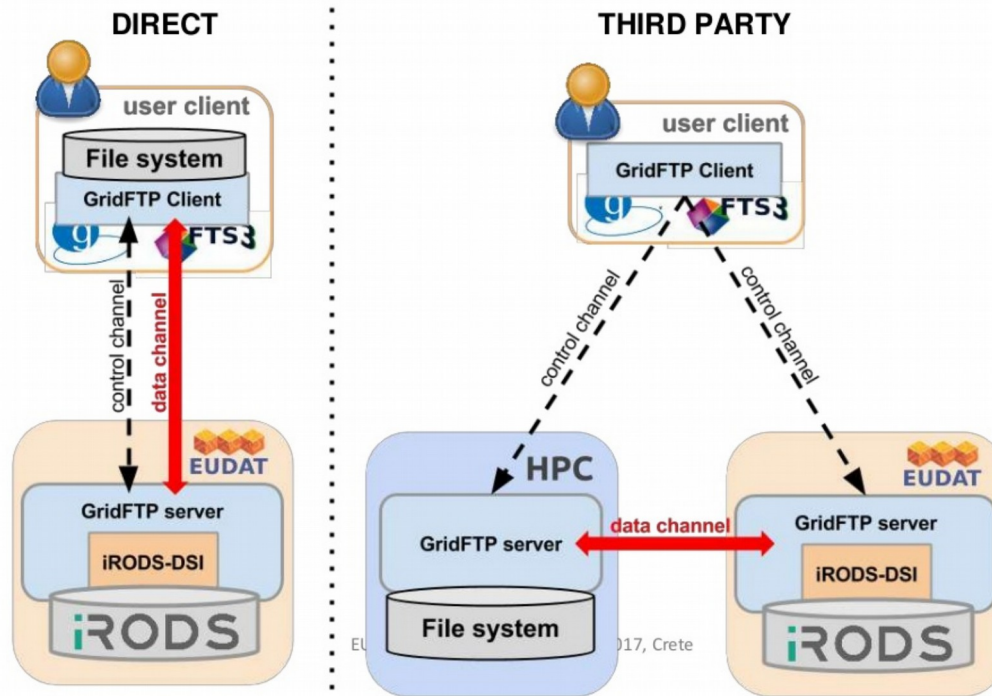 DIRECT
user client
File system
GridFTP Client
g
FTS3
control channel
data channel
EUDAT
GridFTP server
iRODS-DSI
iRODS
THIRD PARTY
user client
GridFTP Client
g
FTS3
control channel
control channel
HPC
GridFTP server
File system
data channel
EUDAT
GridFTP server
iRODS-DSI
iRODS
017, Crete